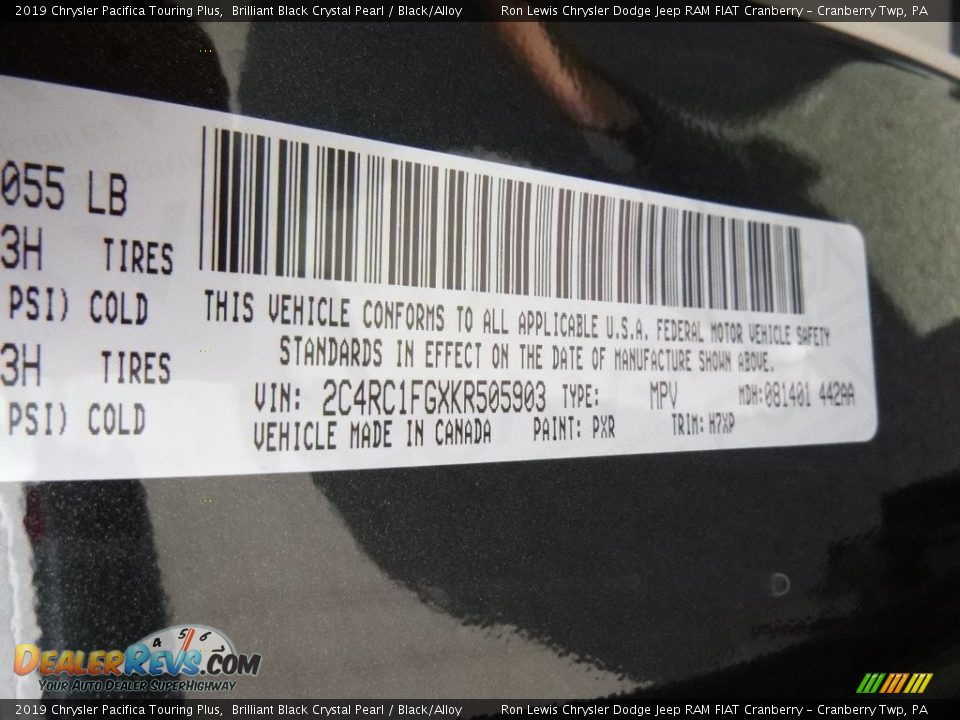 2019 Chrysler Pacifica Touring Plus, Brilliant Black Crystal Pearl / Black/Alloy Ron Lewis Chrysler Dodge Jeep RAM FIAT Cranberry - Cranberry Twp, PA
055 LB
3H TIRES
PSI) COLD
3H TIRES
PSI) COLD
THIS VEHICLE CONFORMS TO ALL APPLICABLE U.S.A. FEDERAL MOTOR VEHICLE SAFETY
STANDARDS IN EFFECT ON THE DATE OF MANUFACTURE SHOWN ABOVE.
VIN: 2C4RC1FGXKR505903 TYPE: MPV MDH:081401 442AA
VEHICLE MADE IN CANADA PAINT: PXR TRIM: H7XP
4 5 6
DealerRevs.com
Your Auto Dealer SuperHighway
2019 Chrysler Pacifica Touring Plus, Brilliant Black Crystal Pearl / Black/Alloy Ron Lewis Chrysler Dodge Jeep RAM FIAT Cranberry - Cranberry Twp, PA